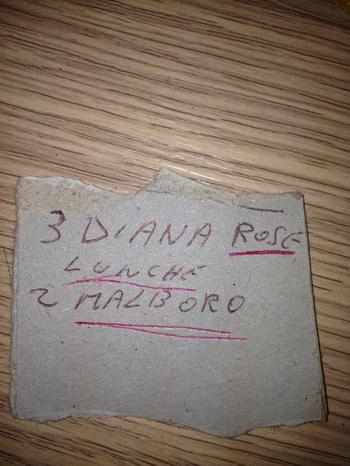 3 DIANA ROSE
LUNCHE
2 MALBORO